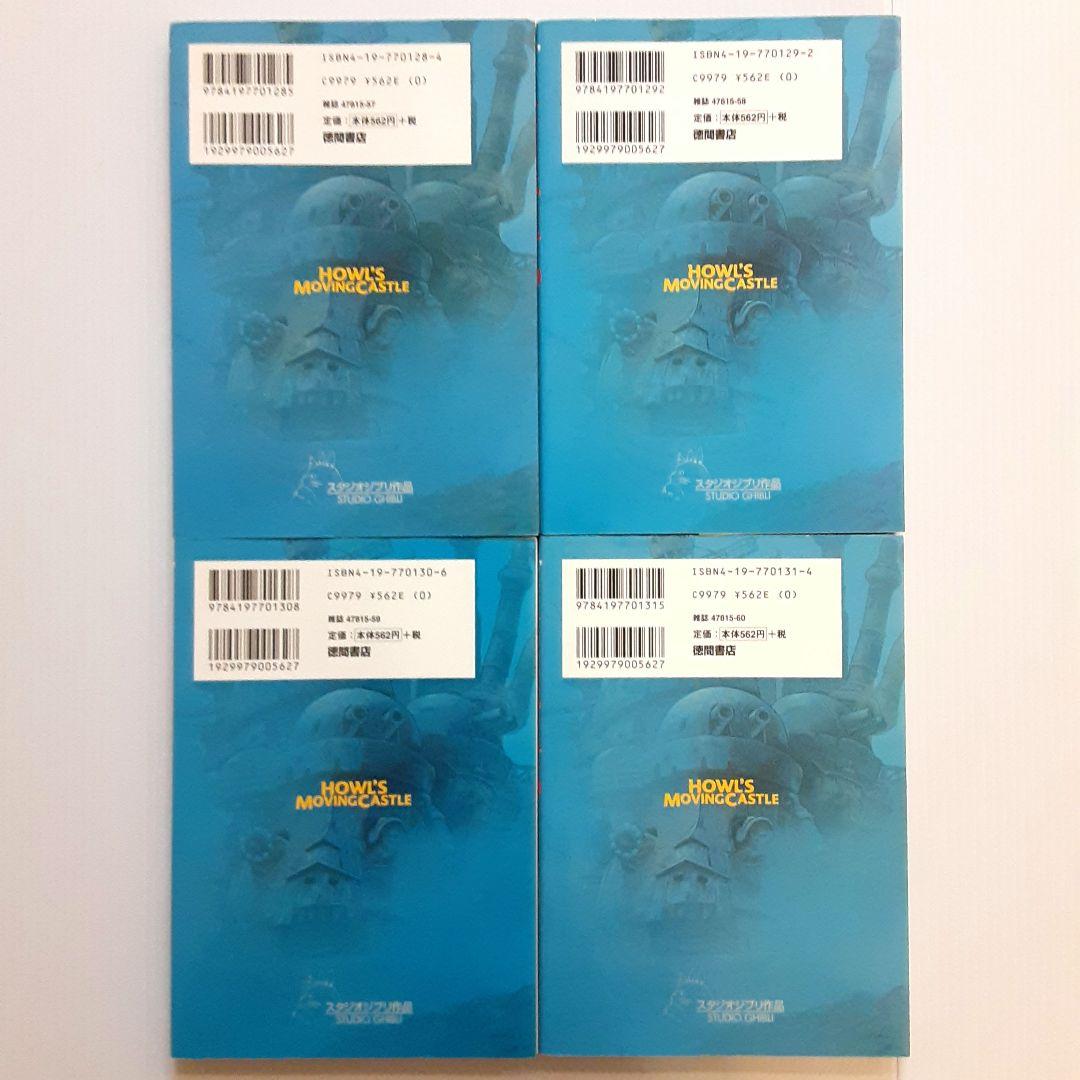 ISBN4-19-770128-4
9784197701285
C9979 ¥562E (0)
雑誌 47815-57
定価：本体562円＋税
徳間書店
1929979005627
HOWL'S
MOVING CASTLE
スタジオジブリ作品
STUDIO GHIBLI
ISBN4-19-770129-2
9784197701292
C9979 ¥562E (0)
雑誌 47815-58
定価：本体562円＋税
徳間書店
1929979005627
HOWL'S
MOVING CASTLE
スタジオジブリ作品
STUDIO GHIBLI
ISBN4-19-770130-6
9784197701308
C9979 ¥562E (0)
雑誌 47815-59
定価：本体562円＋税
徳間書店
1929979005627
HOWL'S
MOVING CASTLE
スタジオジブリ作品
STUDIO GHIBLI
ISBN4-19-770131-4
9784197701315
C9979 ¥562E (0)
雑誌 47815-60
定価：本体562円＋税
徳間書店
1929979005627
HOWL'S
MOVING CASTLE
スタジオジブリ作品
STUDIO GHIBLI